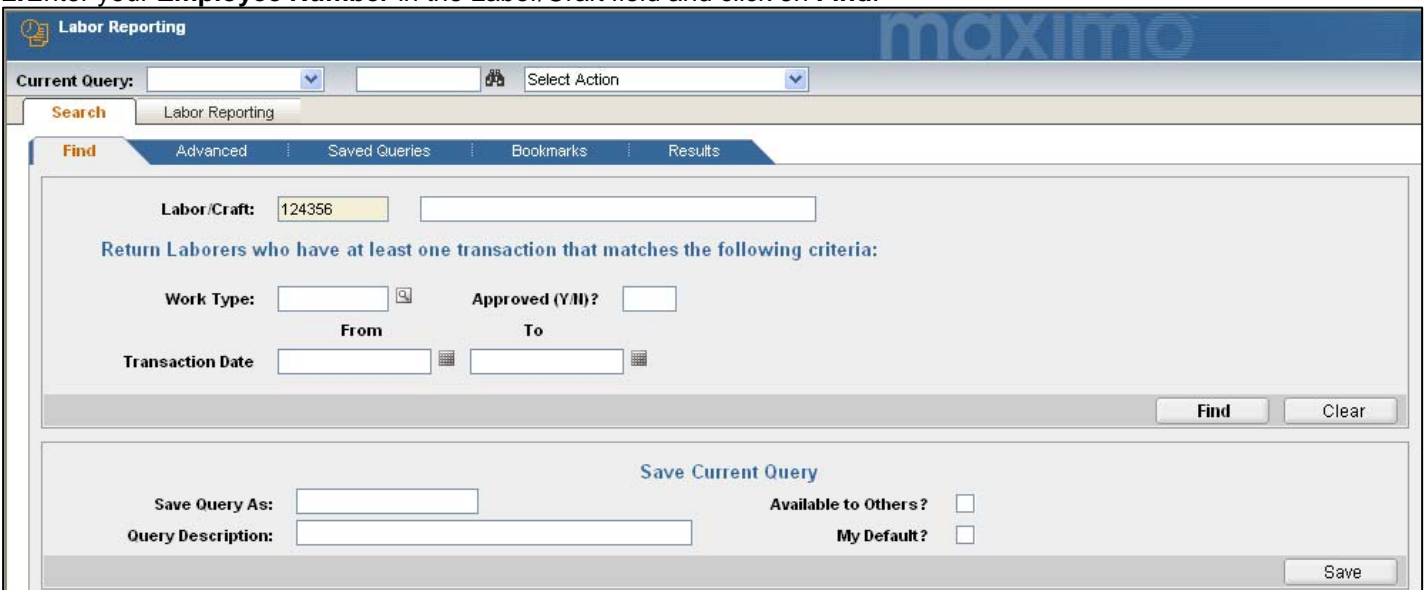 2.Enter your Employee Number in the Labor/Craft field and click on Find.
Labor Reporting
maximo
Current Query: Select Action
Search Labor Reporting
Find Advanced Saved Queries Bookmarks Results
Labor/Craft: 124356
Return Laborers who have at least one transaction that matches the following criteria:
Work Type: Approved (Y/N)?
From To
Transaction Date
Find Clear
Save Current Query
Save Query As: Available to Others?
Query Description: My Default?
Save